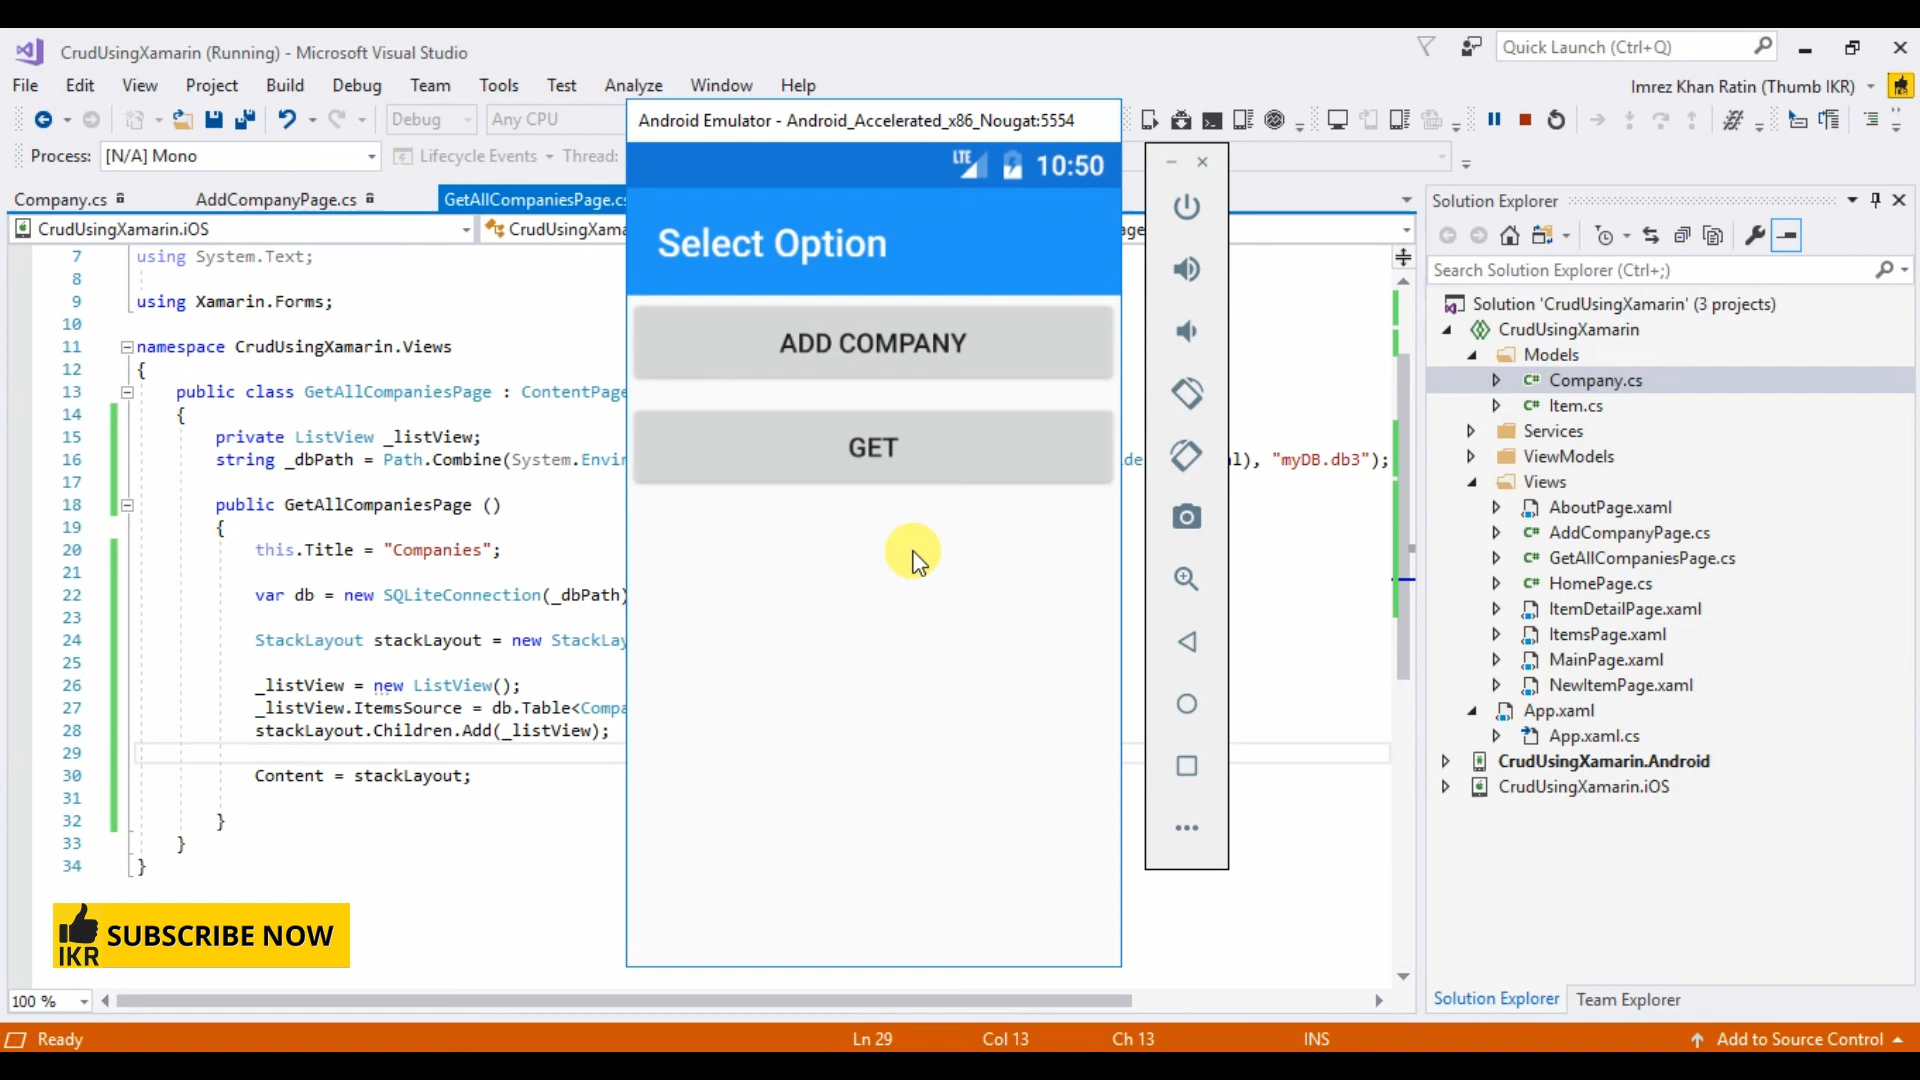 CrudUsingXamarin (Running) - Microsoft Visual Studio
Quick Launch (Ctrl+Q)
File Edit View Project Build Debug Team Tools Test Analyze Window Help
Imrez Khan Ratin (Thumb IKR)
Debug Any CPU
Process: [N/A] Mono Lifecycle Events Thread:
Company.cs AddCompanyPage.cs GetAllCompaniesPage.cs
CrudUsingXamarin.iOS
7 using System.Text;
8
9 using Xamarin.Forms;
10
11 namespace CrudUsingXamarin.Views
12 {
13 public class GetAllCompaniesPage : ContentPage
14 {
15 private ListView _listView;
16 string _dbPath = Path.Combine(System.Envir
l), "myDB.db3");
17
18 public GetAllCompaniesPage ()
19 {
20 this.Title = "Companies";
21
22 var db = new SQLiteConnection(_dbPath)
23
24 StackLayout stackLayout = new StackLay
25
26 _listView = new ListView();
27 _listView.ItemsSource = db.Table<Compa
28 stackLayout.Children.Add(_listView);
29
30 Content = stackLayout;
31
32 }
33 }
34 }
Android Emulator - Android_Accelerated_x86_Nougat:5554
LTE 10:50
Select Option
ADD COMPANY
GET
Solution Explorer
Search Solution Explorer (Ctrl+;)
Solution 'CrudUsingXamarin' (3 projects)
CrudUsingXamarin
Models
C# Company.cs
C# Item.cs
Services
ViewModels
Views
AboutPage.xaml
C# AddCompanyPage.cs
C# GetAllCompaniesPage.cs
C# HomePage.cs
ItemDetailPage.xaml
ItemsPage.xaml
MainPage.xaml
NewItemPage.xaml
App.xaml
App.xaml.cs
CrudUsingXamarin.Android
CrudUsingXamarin.iOS
Solution Explorer Team Explorer
IKR SUBSCRIBE NOW
100 %
Ready Ln 29 Col 13 Ch 13 INS Add to Source Control